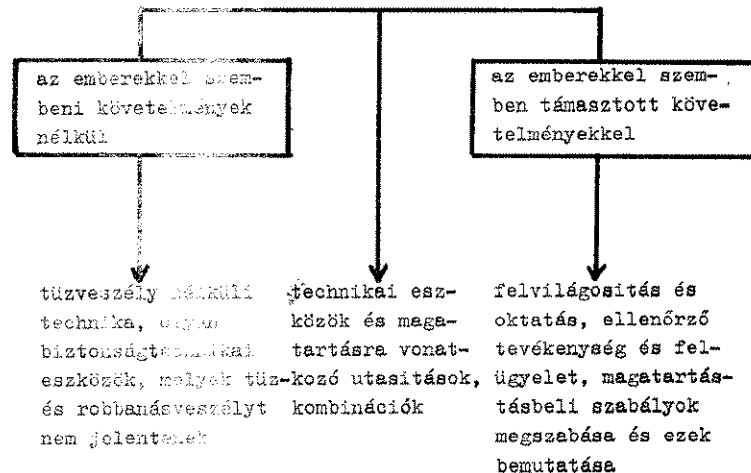 az emberekkel szem-
beni követelmények
nélkül
az emberekkel szem-
ben támasztott köve-
telményekkel
tüzveszély nélküli
technika, olyan
biztonságtechnikai
eszközök, melyek tüz-
és robbanásveszélyt
nem jelentenek
technikai esz-
közök és maga-
tartásra vonat-
kozó utasitások,
kombinációk
felvilágositás és
oktatás, ellenőrző
tevékenység és fel-
ügyelet, magatartás-
tásbeli szabályok
megszabása és ezek
bemutatása